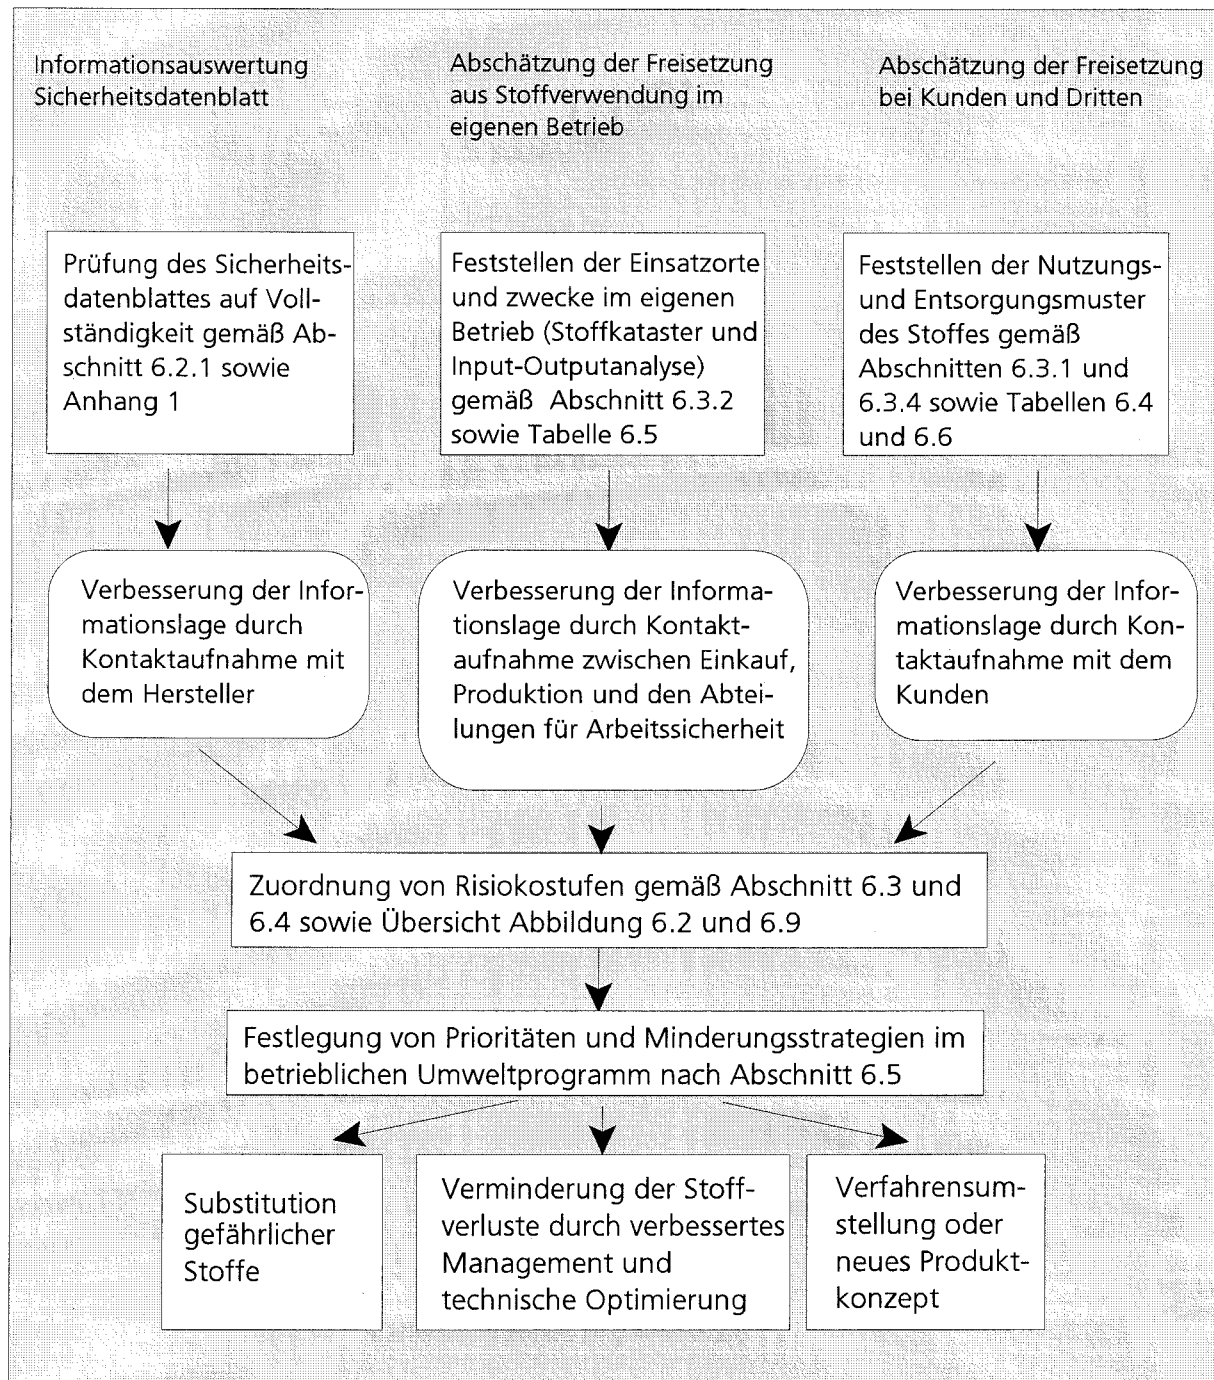 Informationsauswertung
Sicherheitsdatenblatt
Abschätzung der Freisetzung
aus Stoffverwendung im
eigenen Betrieb
Abschätzung der Freisetzung
bei Kunden und Dritten
Prüfung des Sicherheits-
datenblattes auf Voll-
ständigkeit gemäß Ab-
schnitt 6.2.1 sowie
Anhang 1
Feststellen der Einsatzorte
und zwecke im eigenen
Betrieb (Stoffkataster und
Input-Outputanalyse)
gemäß Abschnitt 6.3.2
sowie Tabelle 6.5
Feststellen der Nutzungs-
und Entsorgungsmuster
des Stoffes gemäß
Abschnitten 6.3.1 und
6.3.4 sowie Tabellen 6.4
und 6.6
Verbesserung der Infor-
mationslage durch
Kontaktaufnahme mit
dem Hersteller
Verbesserung der Informa-
tionslage durch Kontakt-
aufnahme zwischen Einkauf,
Produktion und den Abtei-
lungen für Arbeitssicherheit
Verbesserung der Infor-
mationslage durch Kon-
taktaufnahme mit dem
Kunden
Zuordnung von Risiokostufen gemäß Abschnitt 6.3 und
6.4 sowie Übersicht Abbildung 6.2 und 6.9
Festlegung von Prioritäten und Minderungsstrategien im
betrieblichen Umweltprogramm nach Abschnitt 6.5
Substitution
gefährlicher
Stoffe
Verminderung der Stoff-
verluste durch verbessertes
Management und
technische Optimierung
Verfahrensum-
stellung oder
neues Produkt-
konzept